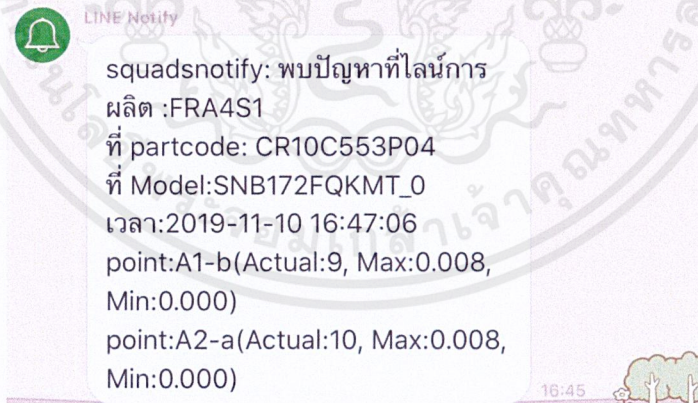 LINE Notify
squadsnotify: พบปัญหาที่ไลน์การ
ผลิต :FRA4S1
ที่ partcode: CR10C553P04
ที่ Model:SNB172FQKMT_0
เวลา:2019-11-10 16:47:06
point:A1-b(Actual:9, Max:0.008,
Min:0.000)
point:A2-a(Actual:10, Max:0.008,
Min:0.000)
16:45